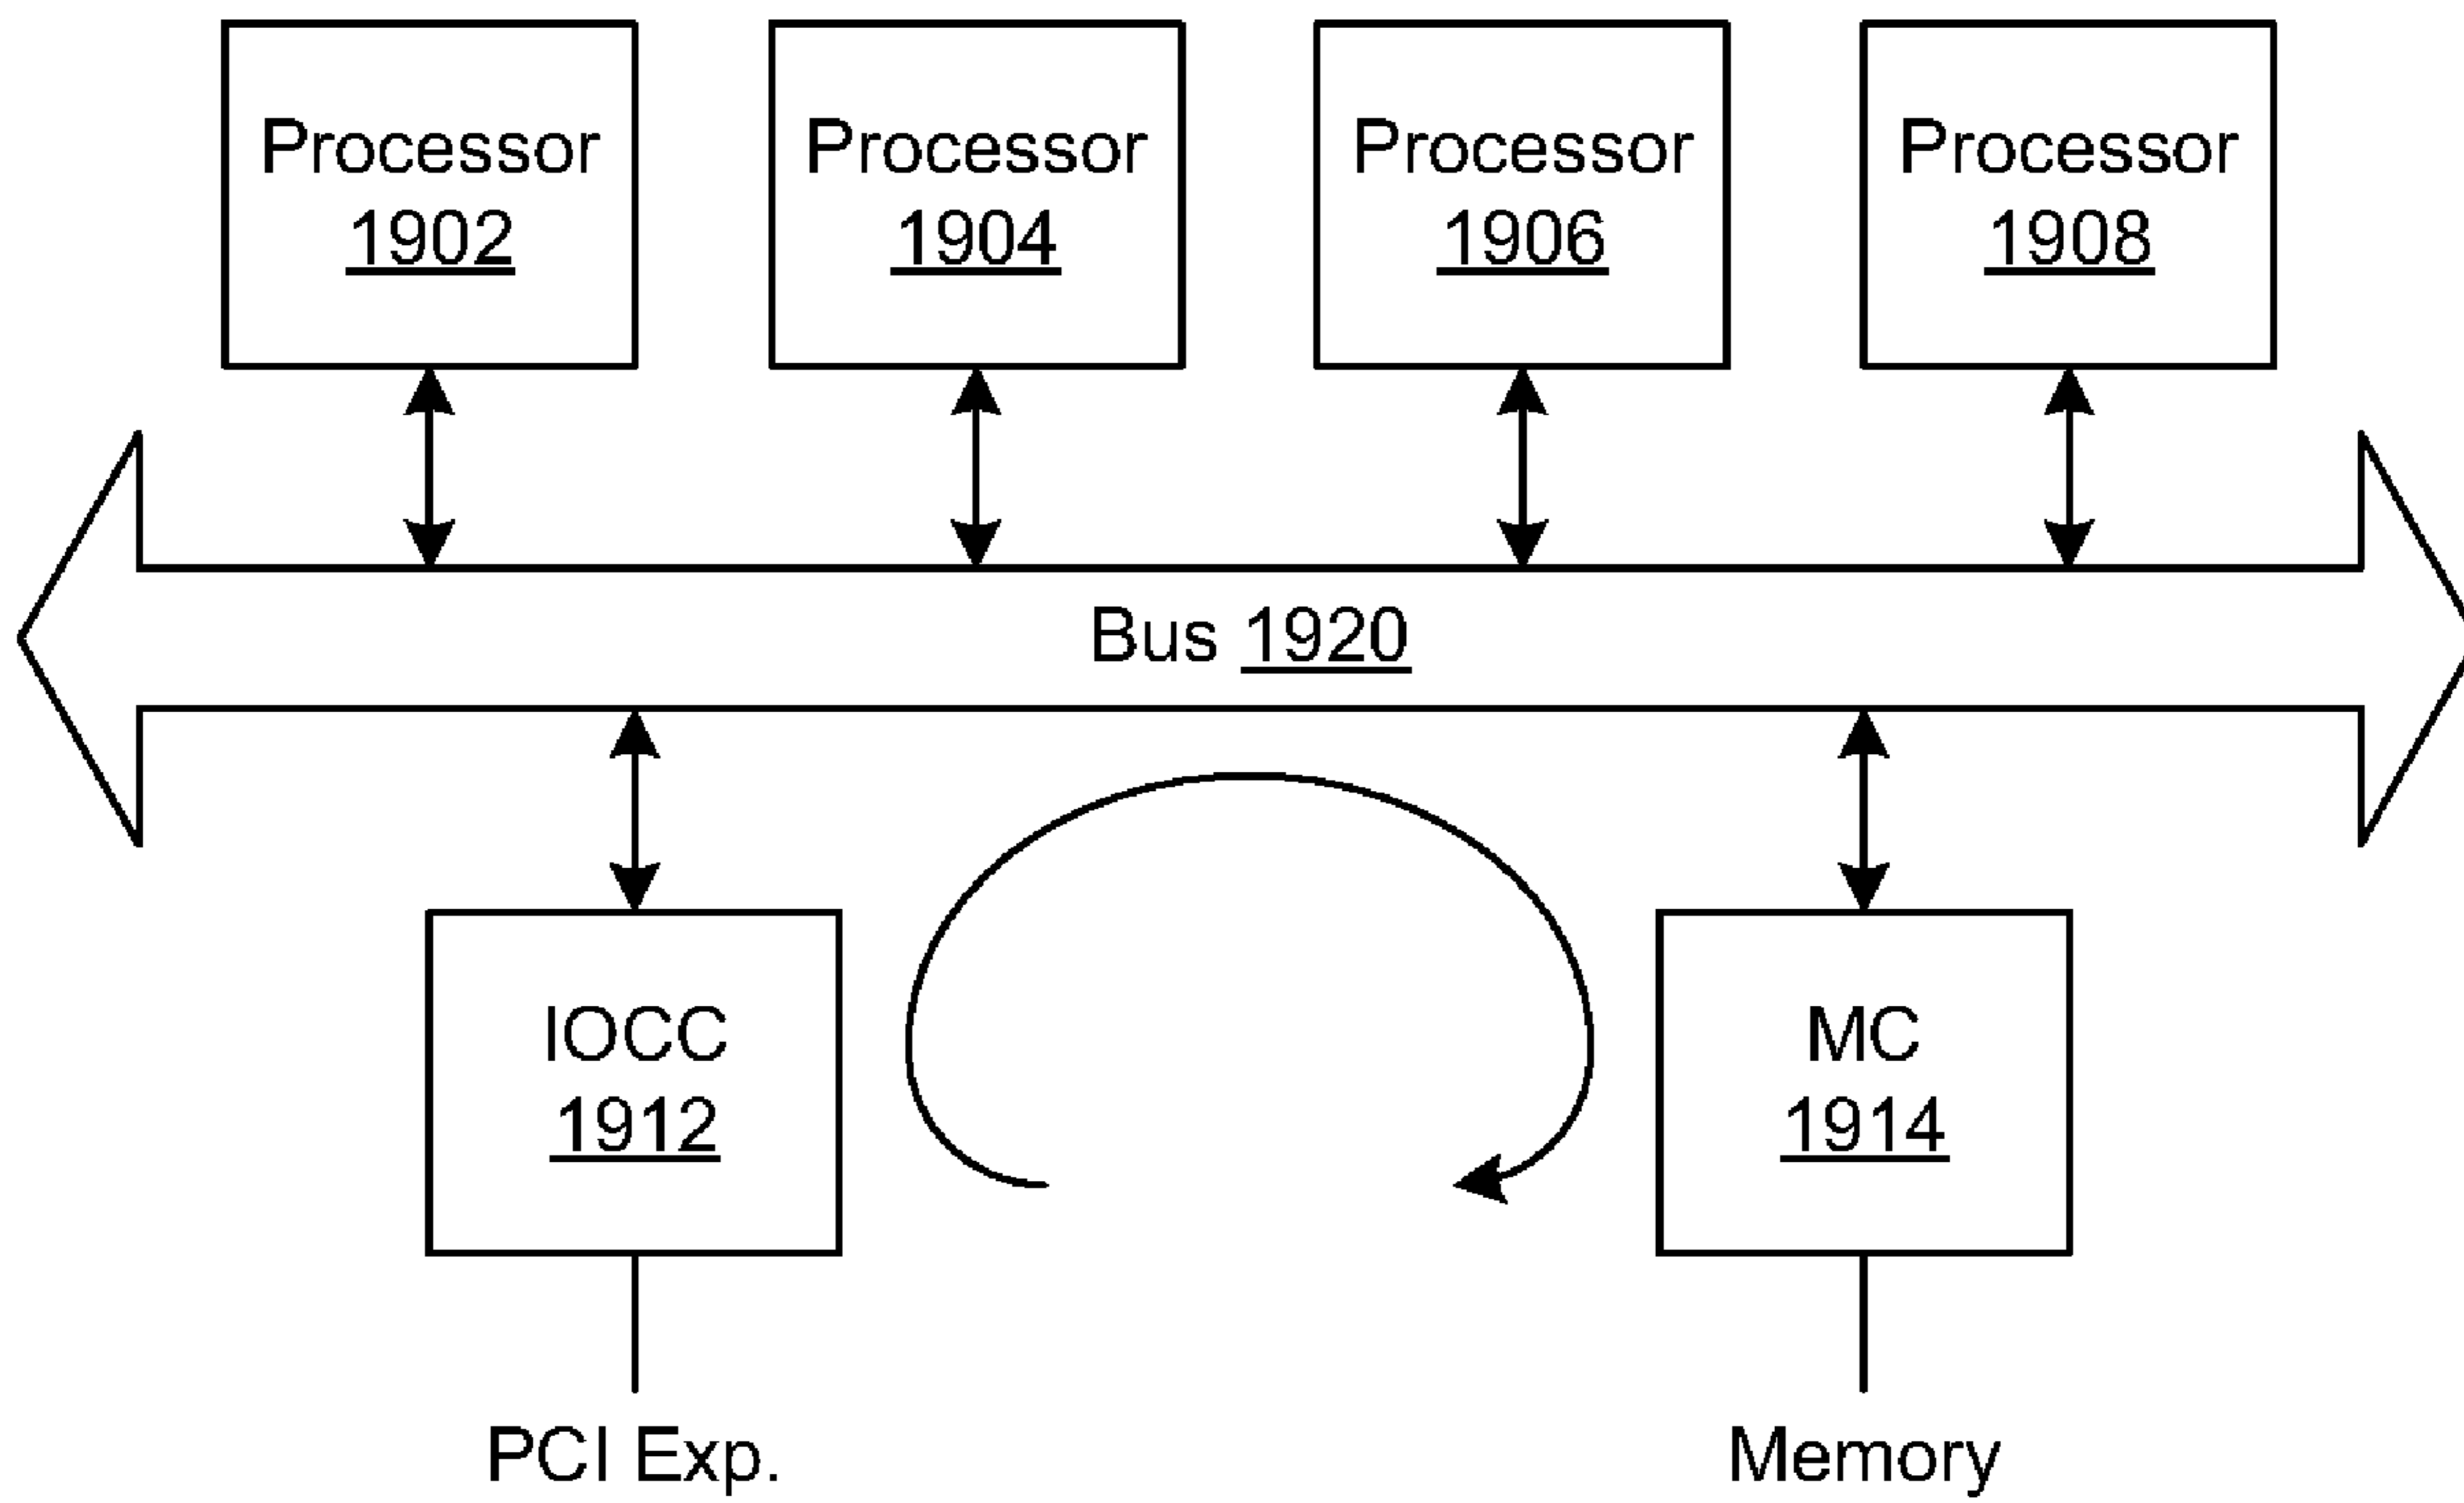 Processor Processor Processor Processor
1902 1904 1906 1908
Bus 1920
IOCC MC
1912 1914
PCI Exp. Memory